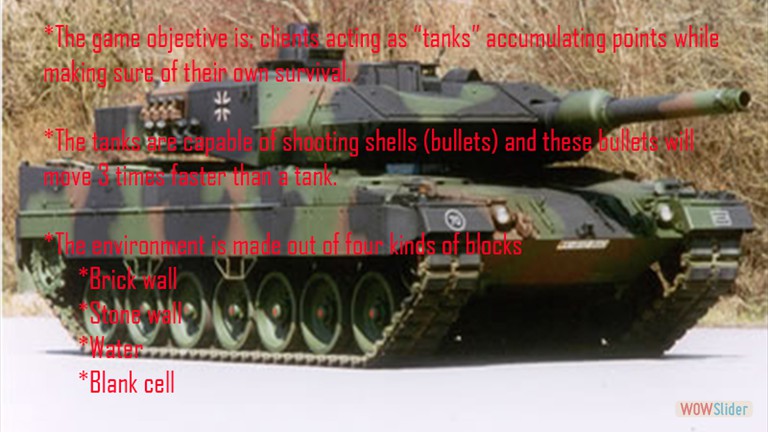 *The game objective is: clients acting as “tanks” accumulating points while
making sure of their own survival.
*The tanks are capable of shooting shells (bullets) and these bullets will
move 3 times faster than a tank.
*The environment is made out of four kinds of blocks
*Brick wall
*Stone wall
*Water
*Blank cell
WOWSlider